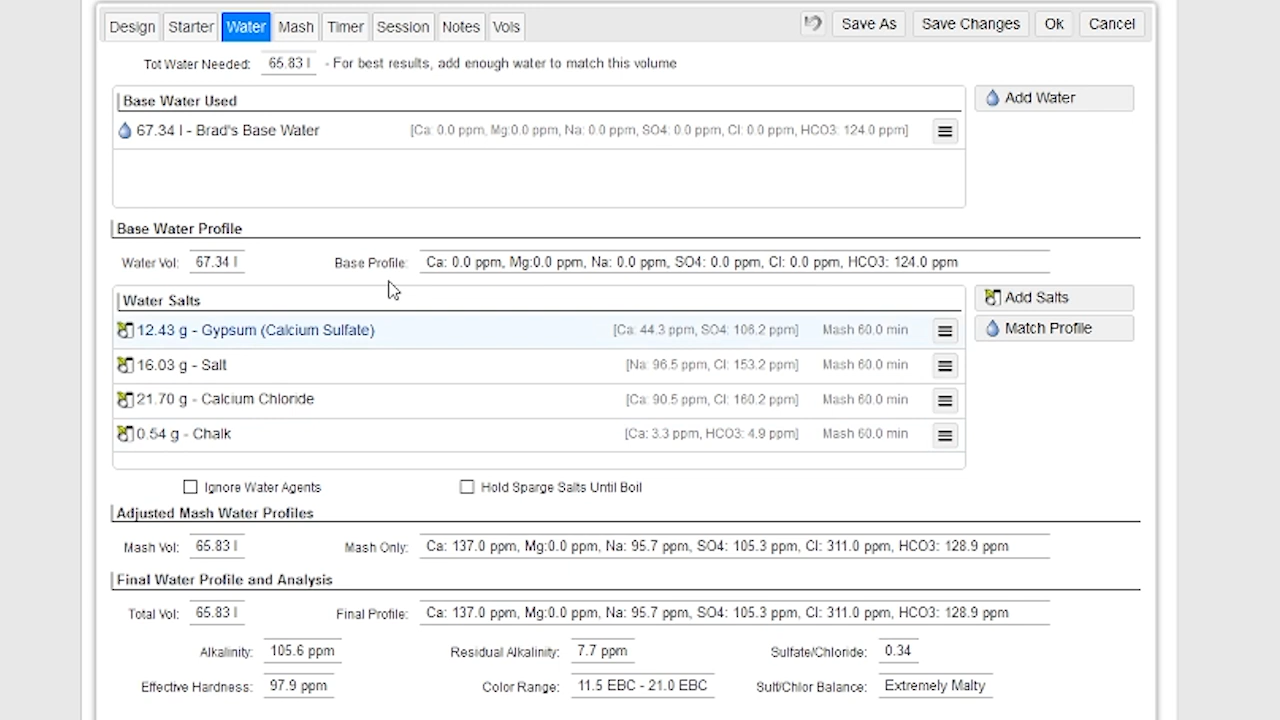 Design Starter Water Mash Timer Session Notes Vols Save As Save Changes Ok Cancel
Tot Water Needed: 65.83 l - For best results, add enough water to match this volume
Base Water Used Add Water
67.34 l - Brad's Base Water [Ca: 0.0 ppm, Mg:0.0 ppm, Na: 0.0 ppm, SO4: 0.0 ppm, Cl: 0.0 ppm, HCO3: 124.0 ppm]
Base Water Profile
Water Vol: 67.34 l Base Profile: Ca: 0.0 ppm, Mg:0.0 ppm, Na: 0.0 ppm, SO4: 0.0 ppm, Cl: 0.0 ppm, HCO3: 124.0 ppm
Water Salts Add Salts
12.43 g - Gypsum (Calcium Sulfate) [Ca: 44.3 ppm, SO4: 106.2 ppm] Mash 60.0 min Match Profile
16.03 g - Salt [Na: 96.5 ppm, Cl: 153.2 ppm] Mash 60.0 min
21.70 g - Calcium Chloride [Ca: 90.5 ppm, Cl: 160.2 ppm] Mash 60.0 min
0.54 g - Chalk [Ca: 3.3 ppm, HCO3: 4.9 ppm] Mash 60.0 min
Ignore Water Agents Hold Sparge Salts Until Boil
Adjusted Mash Water Profiles
Mash Vol: 65.83 l Mash Only: Ca: 137.0 ppm, Mg:0.0 ppm, Na: 95.7 ppm, SO4: 105.3 ppm, Cl: 311.0 ppm, HCO3: 128.9 ppm
Final Water Profile and Analysis
Total Vol: 65.83 l Final Profile: Ca: 137.0 ppm, Mg:0.0 ppm, Na: 95.7 ppm, SO4: 105.3 ppm, Cl: 311.0 ppm, HCO3: 128.9 ppm
Alkalinity: 105.6 ppm Residual Alkalinity: 7.7 ppm Sulfate/Chloride: 0.34
Effective Hardness: 97.9 ppm Color Range: 11.5 EBC - 21.0 EBC Sulf/Chlor Balance: Extremely Malty